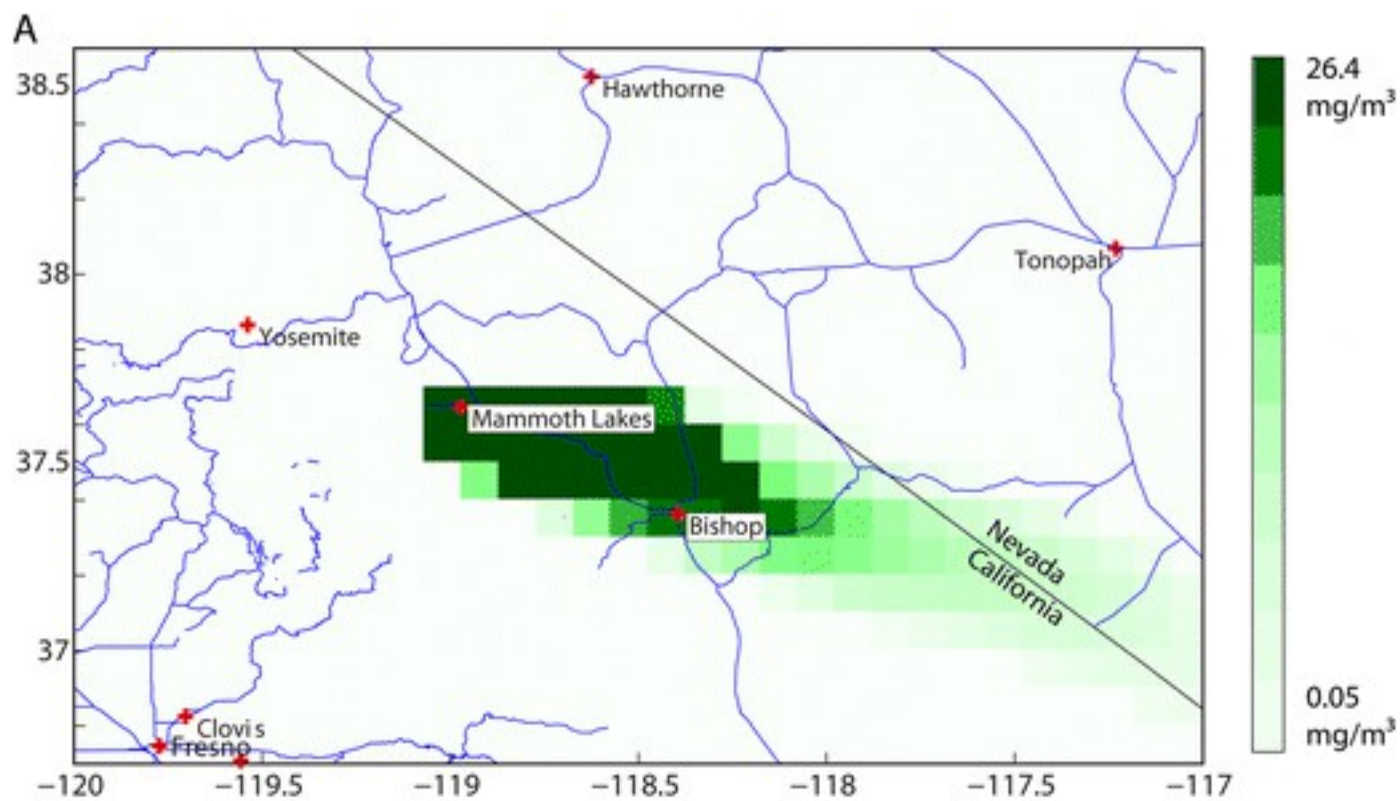 A
38.5
Hawthorne
26.4
mg/m³
Tonopah
38
Yosemite
Mammoth Lakes
37.5
Bishop
Nevada
California
37
Clovis
Fresno
0.05
mg/m³
−120
−119.5
−119
−118.5
−118
−117.5
−117